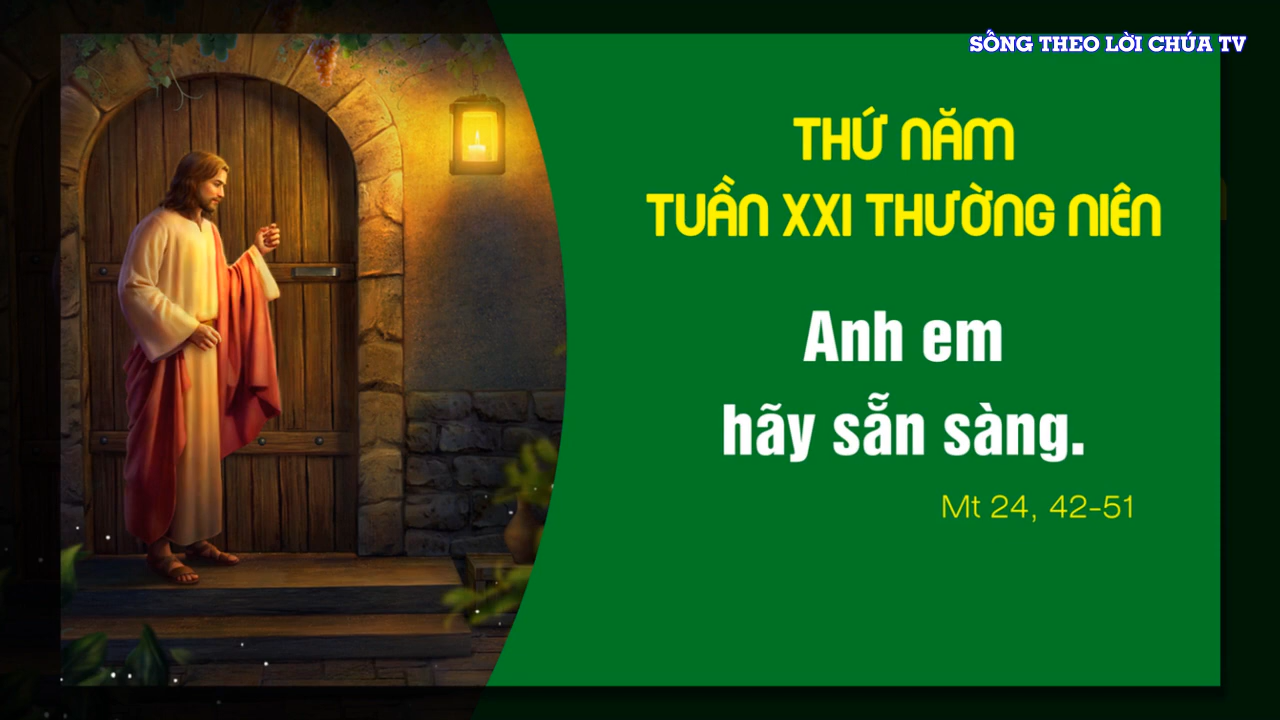 SỐNG THEO LỜI CHÚA TV
THỨ NĂM
TUẦN XXI THƯỜNG NIÊN
Anh em
hãy sẵn sàng.
Mt 24, 42-51